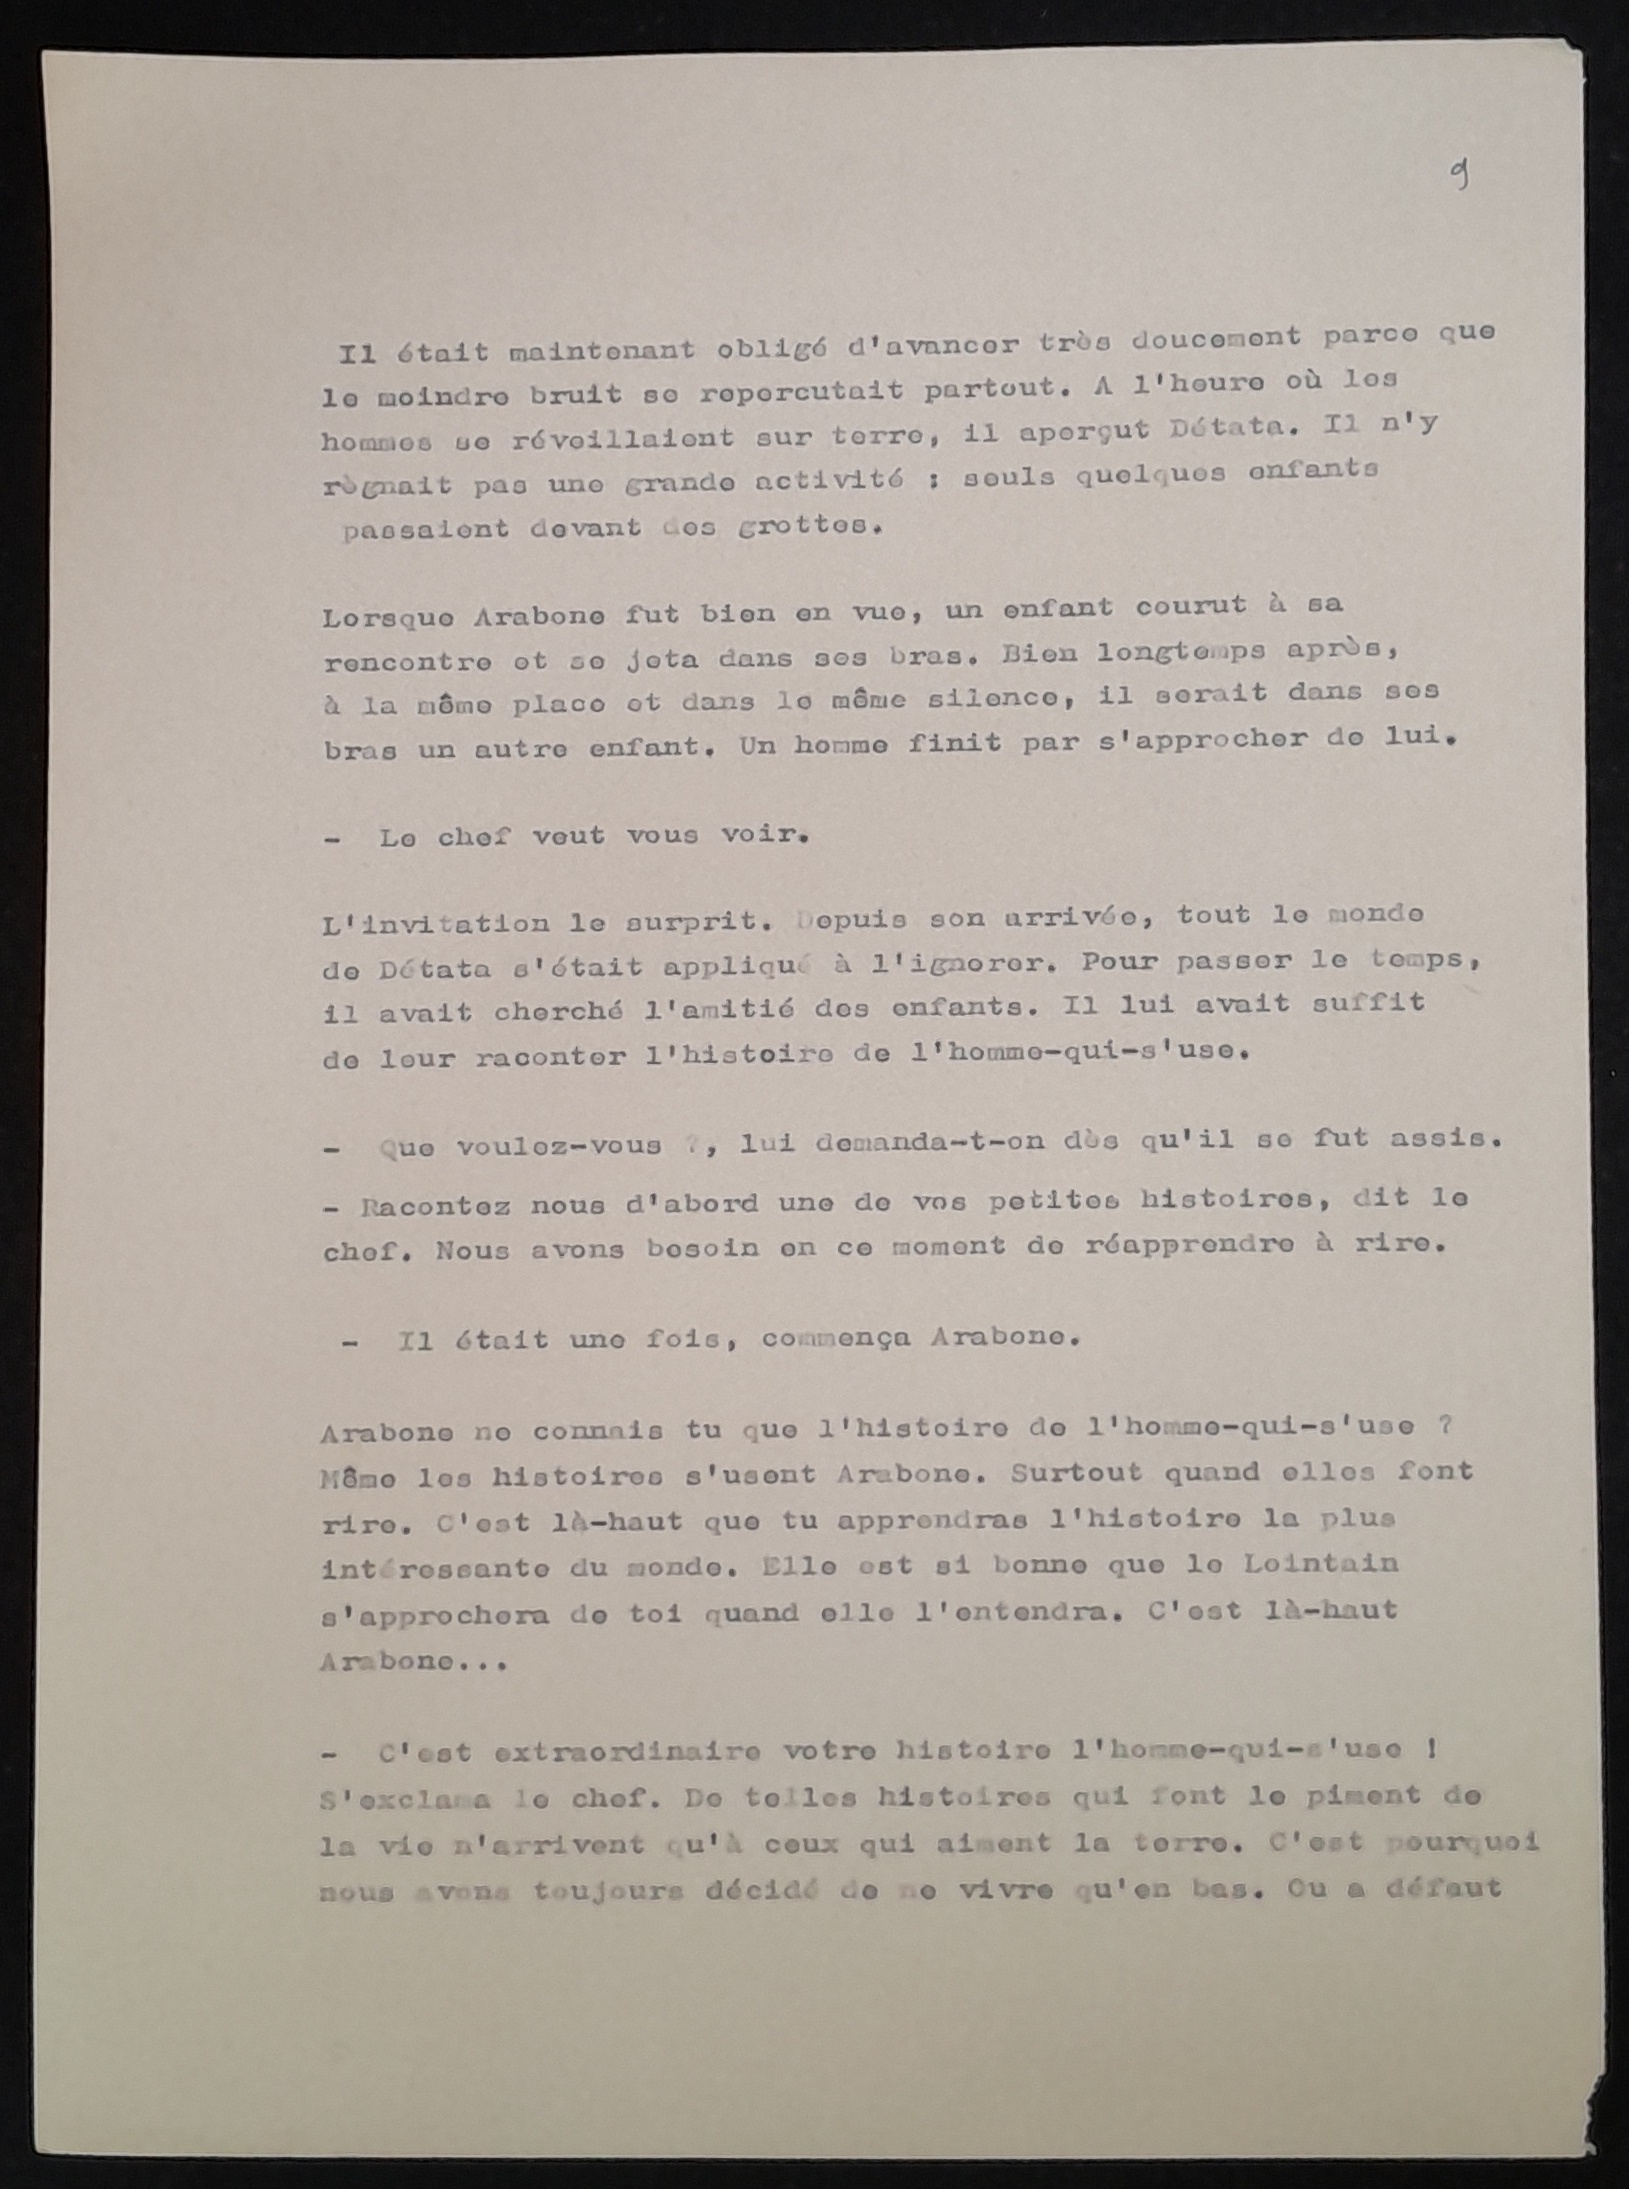 9
Il était maintenant obligé d'avancer très doucement parce que
le moindre bruit se repercutait partout. A l'heure où les
hommes se réveillaient sur terre, il aperçut Détata. Il n'y
règnait pas une grande activité : seuls quelques enfants
passaient devant des grottes.
Lorsque Arabone fut bien en vue, un enfant courut à sa
rencontre et se jeta dans ses bras. Bien longtemps après,
à la même place et dans le même silence, il serait dans ses
bras un autre enfant. Un homme finit par s'approcher de lui.
- Le chef veut vous voir.
L'invitation le surprit. Depuis son arrivée, tout le monde
de Détata s'était appliqué à l'ignorer. Pour passer le temps,
il avait cherché l'amitié des enfants. Il lui avait suffit
de leur raconter l'histoire de l'homme-qui-s'use.
- Que voulez-vous ?, lui demanda-t-on dès qu'il se fut assis.
- Racontez nous d'abord une de vos petites histoires, dit le
chef. Nous avons besoin en ce moment de réapprendre à rire.
- Il était une fois, commença Arabone.
Arabone ne connais tu que l'histoire de l'homme-qui-s'use ?
Même les histoires s'usent Arabone. Surtout quand elles font
rire. C'est là-haut que tu apprendras l'histoire la plus
intéressante du monde. Elle est si bonne que le Lointain
s'approchera de toi quand elle l'entendra. C'est là-haut
Arabone...
- C'est extraordinaire votre histoire l'homme-qui-s'use !
S'exclama le chef. De telles histoires qui font le piment de
la vie n'arrivent qu'à ceux qui aiment la terre. C'est pourquoi
nous avons toujours décidé de ne vivre qu'en bas. Ou a défaut